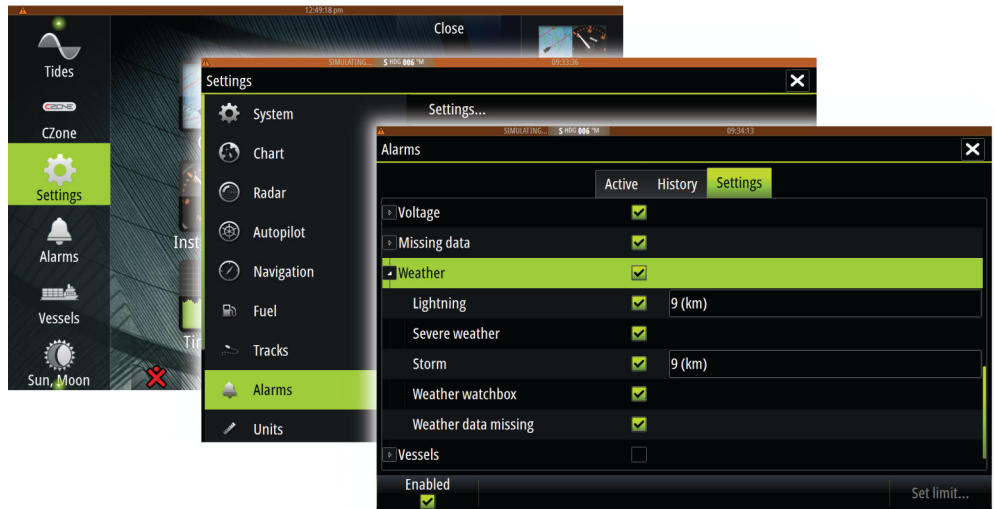 12:49:18 pm
Close
Tides
CZONE
CZone
Settings
Alarms
Vessels
Sun, Moon
Inst
SIMULATING... S HDG 006 °M 09:33:36
Settings
System
Settings...
Chart
Radar
Autopilot
Navigation
Fuel
Tracks
Alarms
Units
SIMULATING... S HDG 006 °M 09:34:13
Alarms
Active History Settings
Voltage
Missing data
Weather
Lightning 9 (km)
Severe weather
Storm 9 (km)
Weather watchbox
Weather data missing
Vessels
Enabled
Set limit...